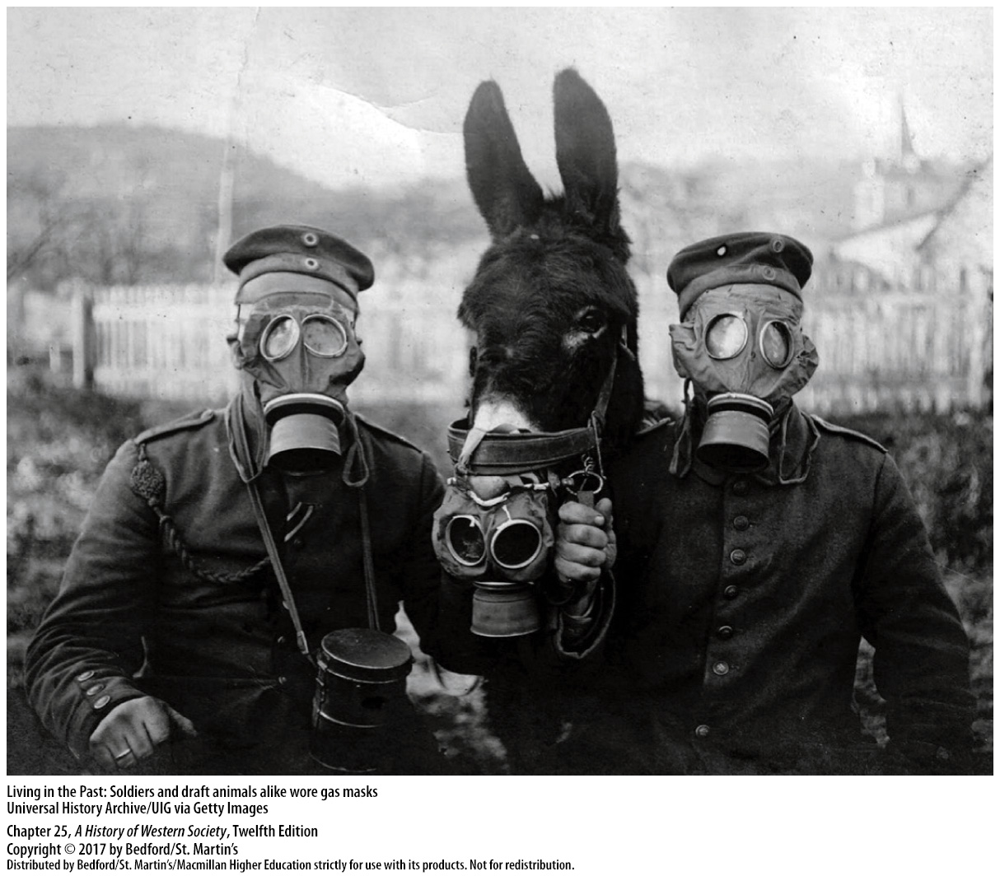 Living in the Past: Soldiers and draft animals alike wore gas masks
Universal History Archive/UIG via Getty Images
Chapter 25, A History of Western Society, Twelfth Edition
Copyright © 2017 by Bedford/St. Martin’s
Distributed by Bedford/St. Martin’s/Macmillan Higher Education strictly for use with its products. Not for redistribution.